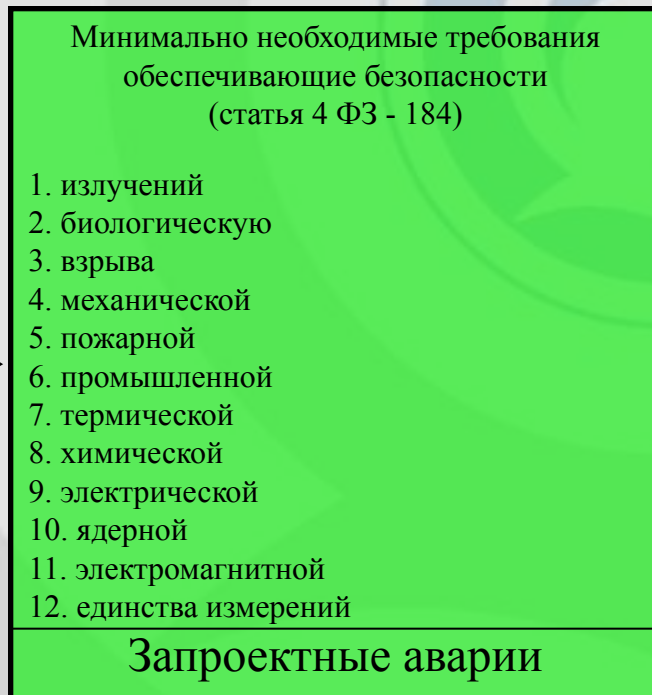 Минимально необходимые требования
обеспечивающие безопасности
(статья 4 ФЗ - 184)
1. излучений
2. биологическую
3. взрыва
4. механической
5. пожарной
6. промышленной
7. термической
8. химической
9. электрической
10. ядерной
11. электромагнитной
12. единства измерений
Запроектные аварии